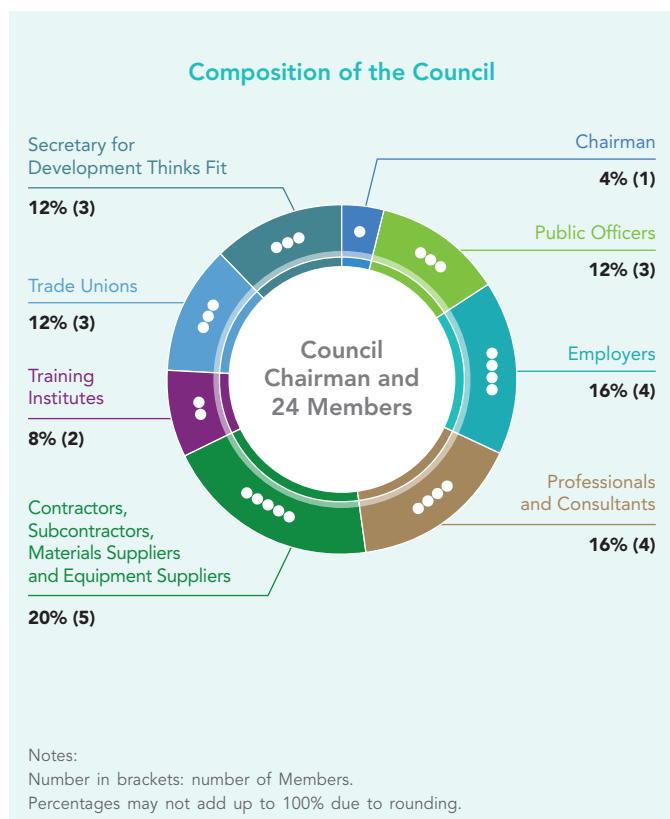 Composition of the Council
Secretary for
Development Thinks Fit
12% (3)
Trade Unions
12% (3)
Training
Institutes
8% (2)
Contractors,
Subcontractors,
Materials Suppliers
and Equipment Suppliers
20% (5)
Chairman
4% (1)
Public Officers
12% (3)
Employers
16% (4)
Professionals
and Consultants
16% (4)
Council
Chairman and
24 Members
Notes:
Number in brackets: number of Members.
Percentages may not add up to 100% due to rounding.